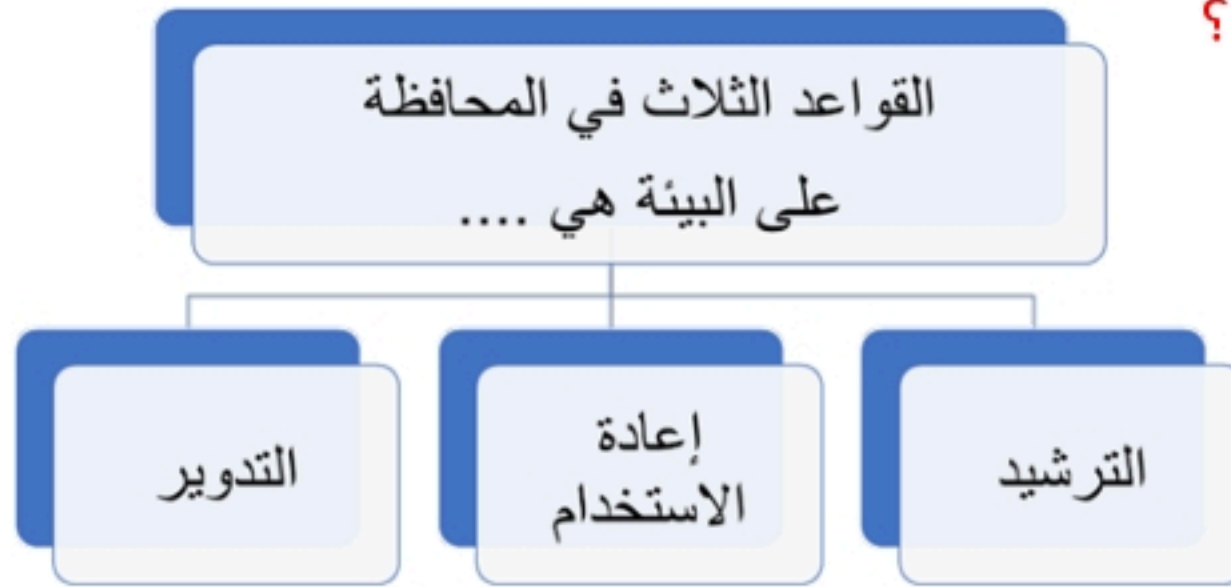 ؟
القواعد الثلاث في المحافظة
على البيئة هي ....
الترشيد
إعادة
الاستخدام
التدوير